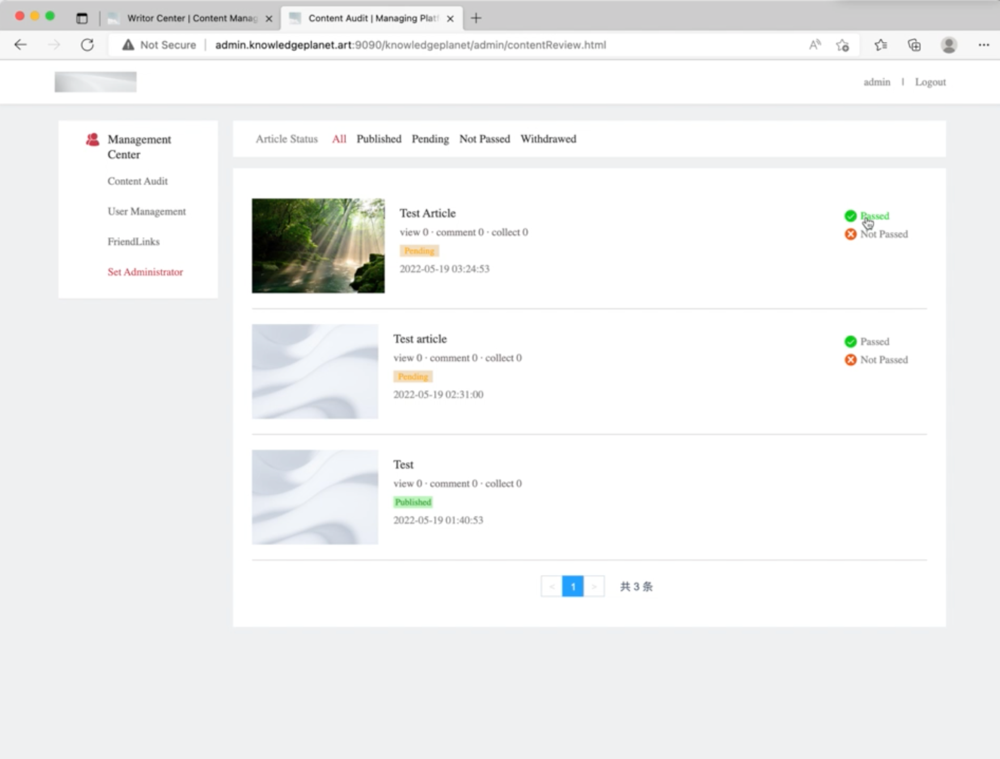 Writor Center | Content Manag
Content Audit | Managing Platf
Not Secure
admin.knowledgeplanet.art:9090/knowledgeplanet/admin/contentReview.html
admin | Logout
Management
Center
Content Audit
User Management
FriendLinks
Set Administrator
Article Status All Published Pending Not Passed Withdrawed
Test Article
view 0 · comment 0 · collect 0
Pending
2022-05-19 03:24:53
Passed
Not Passed
Test article
view 0 · comment 0 · collect 0
Pending
2022-05-19 02:31:00
Passed
Not Passed
Test
view 0 · comment 0 · collect 0
Published
2022-05-19 01:40:53
< 1 > 共 3 条